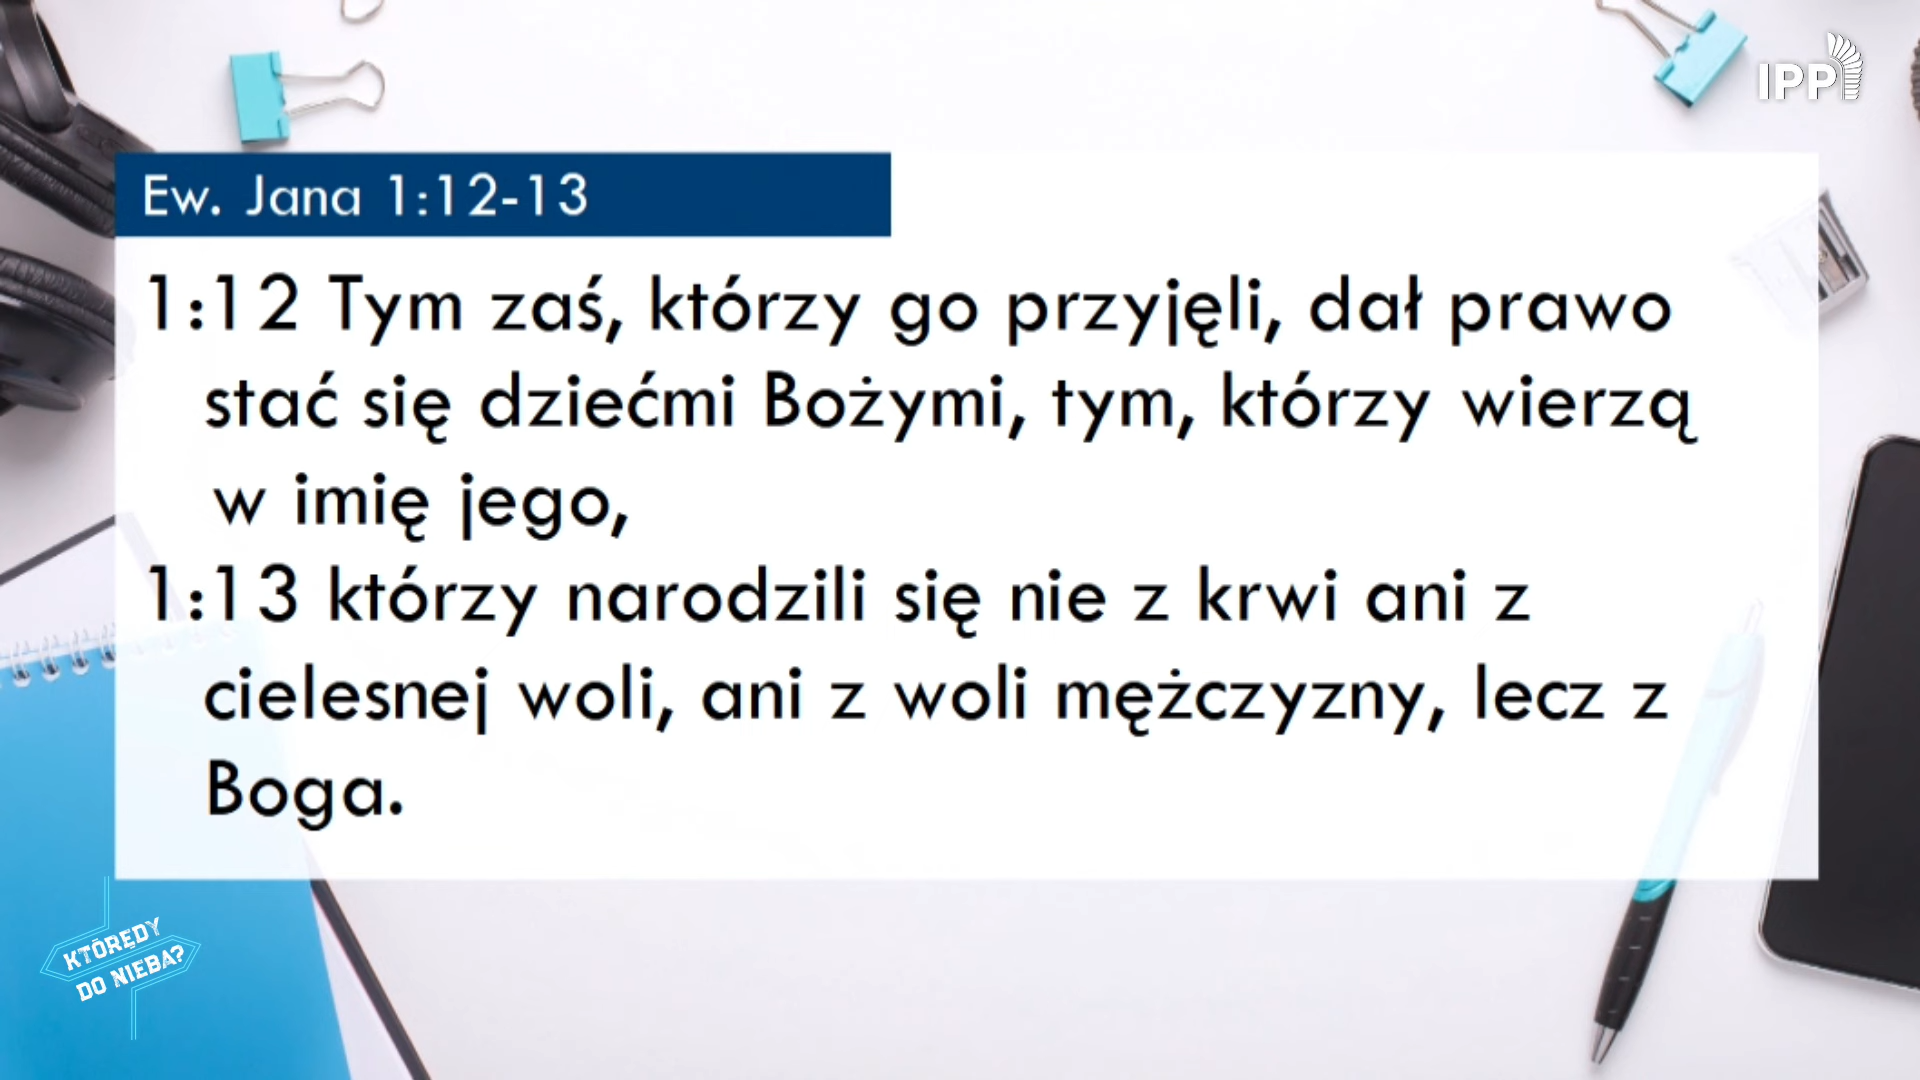 IPP
Ew. Jana 1:12-13
1:12 Tym zaś, którzy go przyjęli, dał prawo
stać się dziećmi Bożymi, tym, którzy wierzą
w imię jego,
1:13 którzy narodzili się nie z krwi ani z
cielesnej woli, ani z woli mężczyzny, lecz z
Boga.
KTÓRĘDY
DO NIEBA?